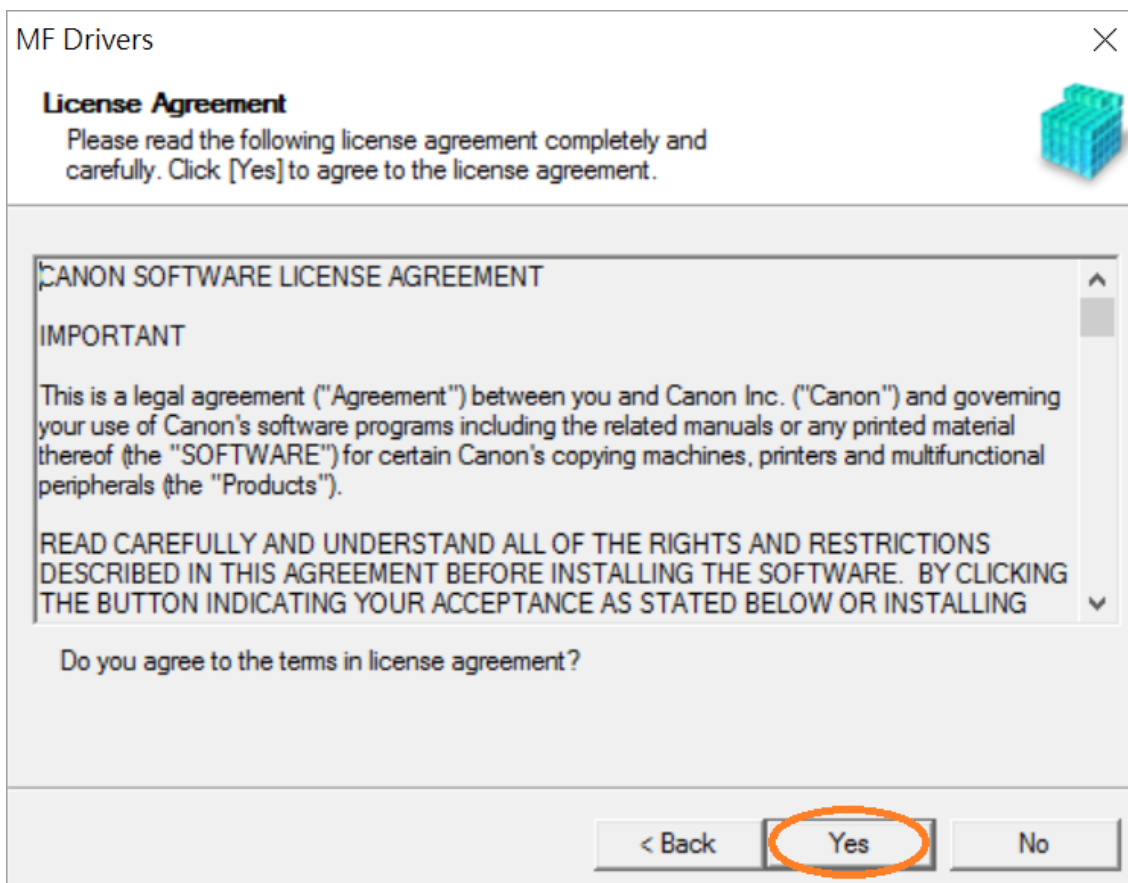 MF Drivers
License Agreement
Please read the following license agreement completely and
carefully. Click [Yes] to agree to the license agreement.
CANON SOFTWARE LICENSE AGREEMENT
IMPORTANT
This is a legal agreement ("Agreement") between you and Canon Inc. ("Canon") and governing
your use of Canon's software programs including the related manuals or any printed material
thereof (the "SOFTWARE") for certain Canon's copying machines, printers and multifunctional
peripherals (the "Products").
READ CAREFULLY AND UNDERSTAND ALL OF THE RIGHTS AND RESTRICTIONS
DESCRIBED IN THIS AGREEMENT BEFORE INSTALLING THE SOFTWARE.  BY CLICKING
THE BUTTON INDICATING YOUR ACCEPTANCE AS STATED BELOW OR INSTALLING
Do you agree to the terms in license agreement?
< Back Yes No